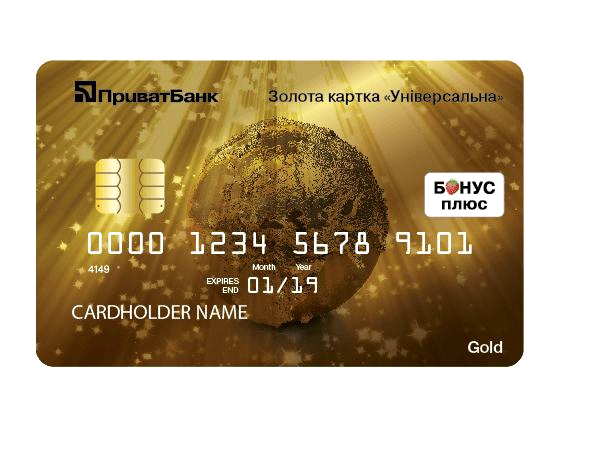 ПриватБанк
Золота картка «Універсальна»
БОНУС
плюс
0000 1234 5678 9101
4149
Month Year
EXPIRES
END 01/19
CARDHOLDER NAME
Gold